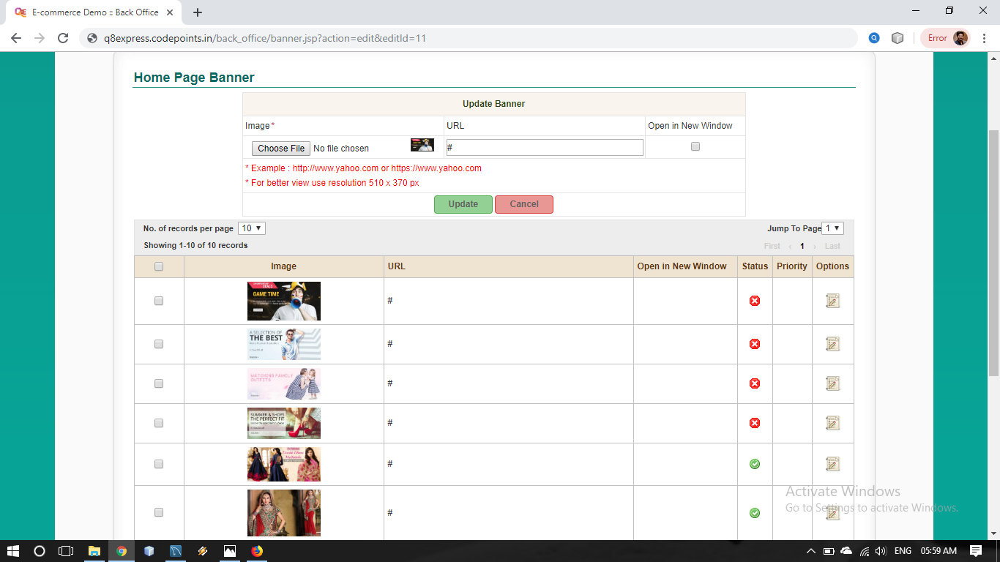 E-commerce Demo :: Back Office
q8express.codepoints.in/back_office/banner.jsp?action=edit&editId=11
Error
Home Page Banner
Update Banner
Image* URL Open in New Window
Choose File No file chosen #
* Example : http://www.yahoo.com or https://www.yahoo.com
* For better view use resolution 510 x 370 px
Update Cancel
No. of records per page 10 Jump To Page 1
Showing 1-10 of 10 records First ‹ 1 › Last
Image URL Open in New Window Status Priority Options
DEALS
GAME TIME
#
A SELECTION OF
THE BEST
#
MATCHING FAMILY
OUTFITS
#
SUMMER & SHOES
THE PERFECT FIT
#
#
#
Activate Windows
Go to Settings to activate Windows.
ENG 05:59 AM